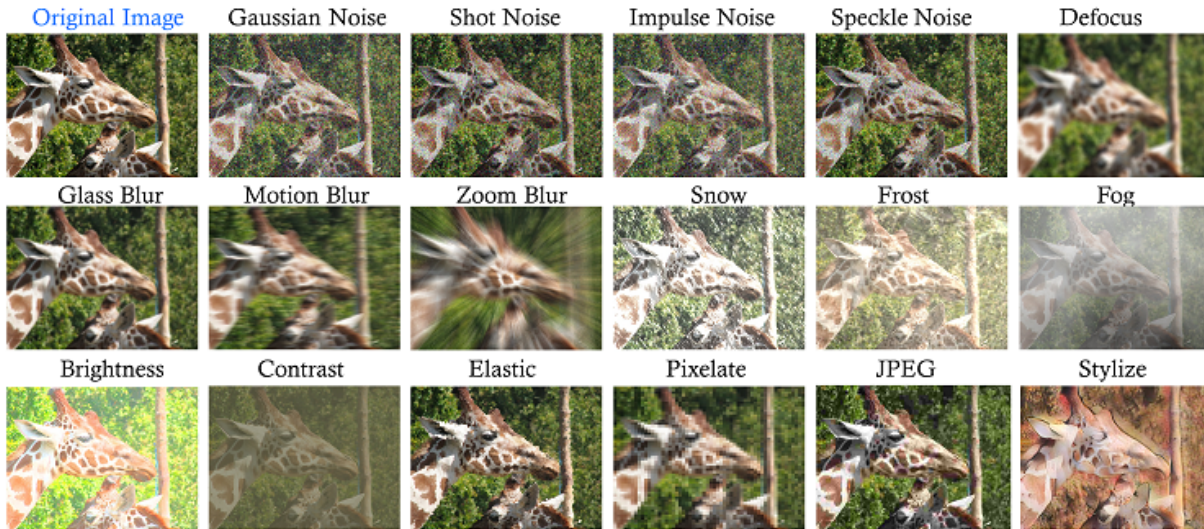 Original Image Gaussian Noise Shot Noise Impulse Noise Speckle Noise Defocus
Glass Blur Motion Blur Zoom Blur Snow Frost Fog
Brightness Contrast Elastic Pixelate JPEG Stylize